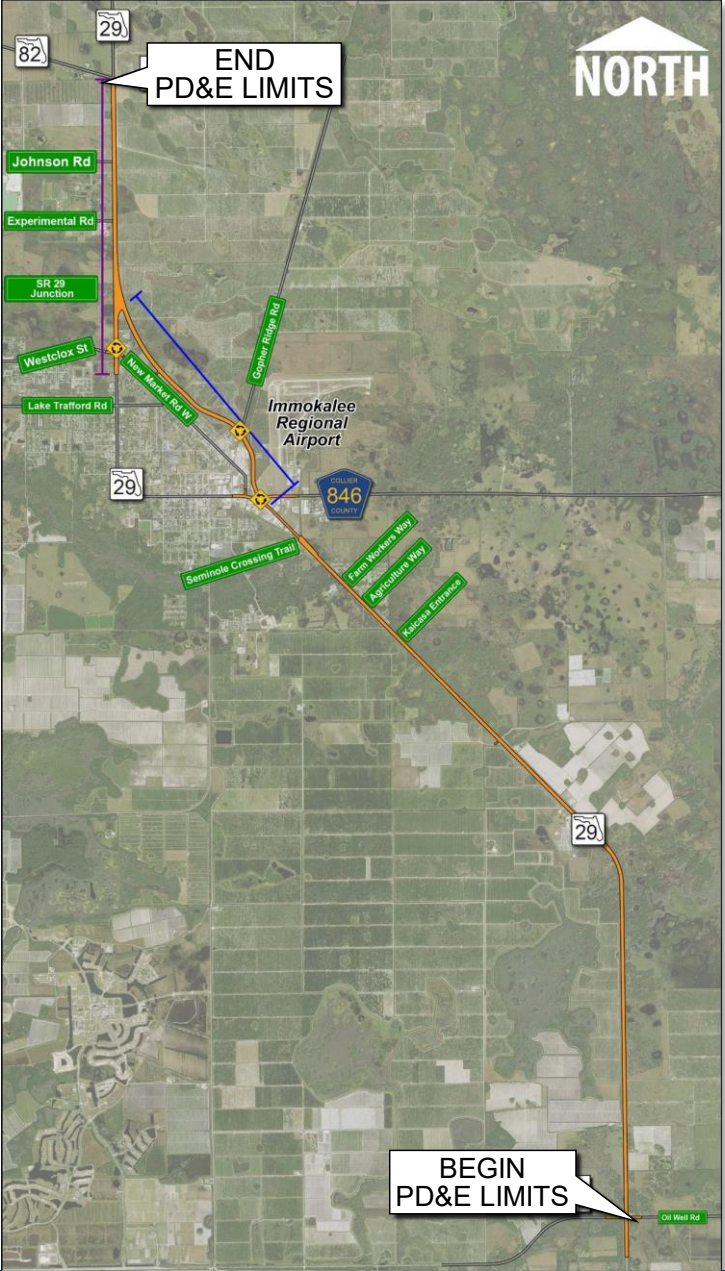 29
82
END
PD&E LIMITS
NORTH
Johnson Rd
Experimental Rd
SR 29
Junction
Westclox St
New Market Rd W
Gopher Ridge Rd
Lake Trafford Rd
Immokalee
Regional
Airport
29
COLLIER
846
COUNTY
Seminole Crossing Trail
Farm Workers Way
Agriculture Way
Kaicasa Entrance
29
BEGIN
PD&E LIMITS
Oil Well Rd